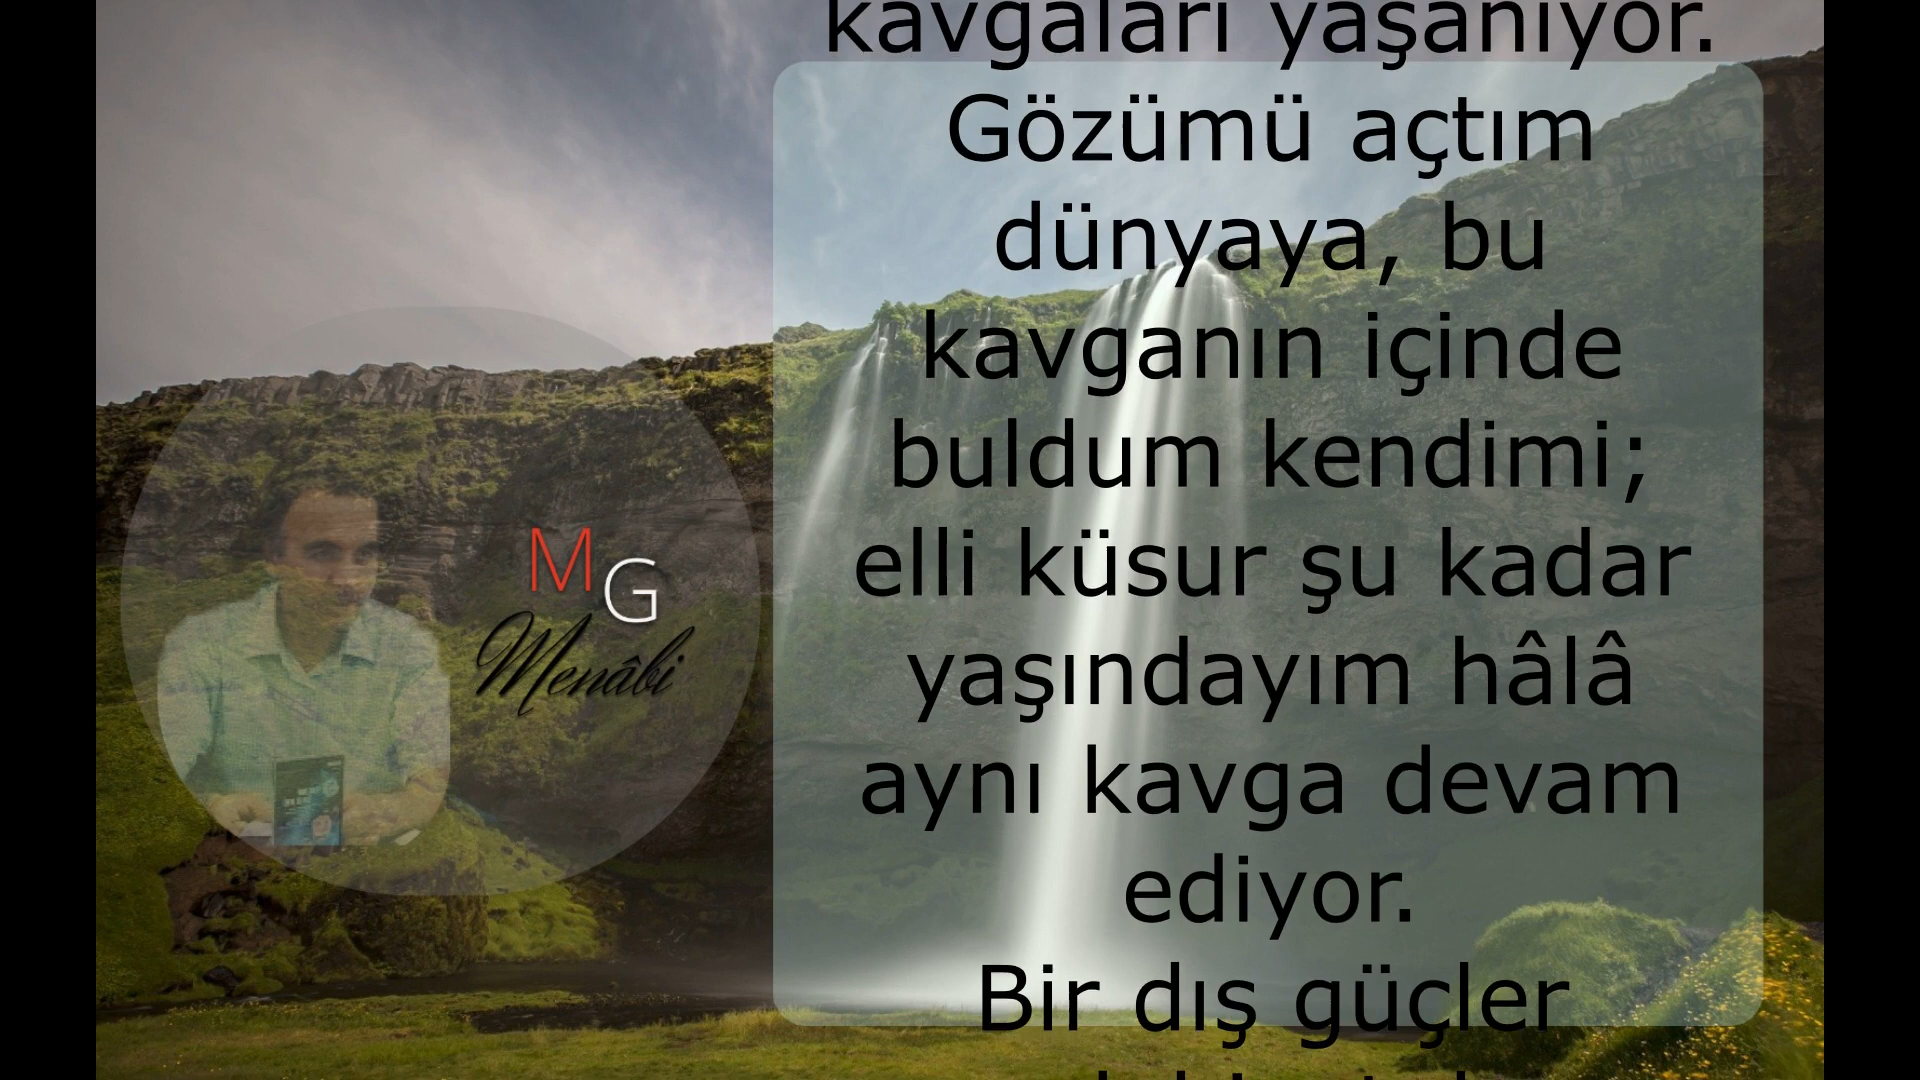 kavgaları yaşanıyor.
Gözümü açtım
dünyaya, bu
kavganın içinde
buldum kendimi;
elli küsur şu kadar
yaşındayım hâlâ
aynı kavga devam
ediyor.
Bir dış güçler
MG
Menâbi